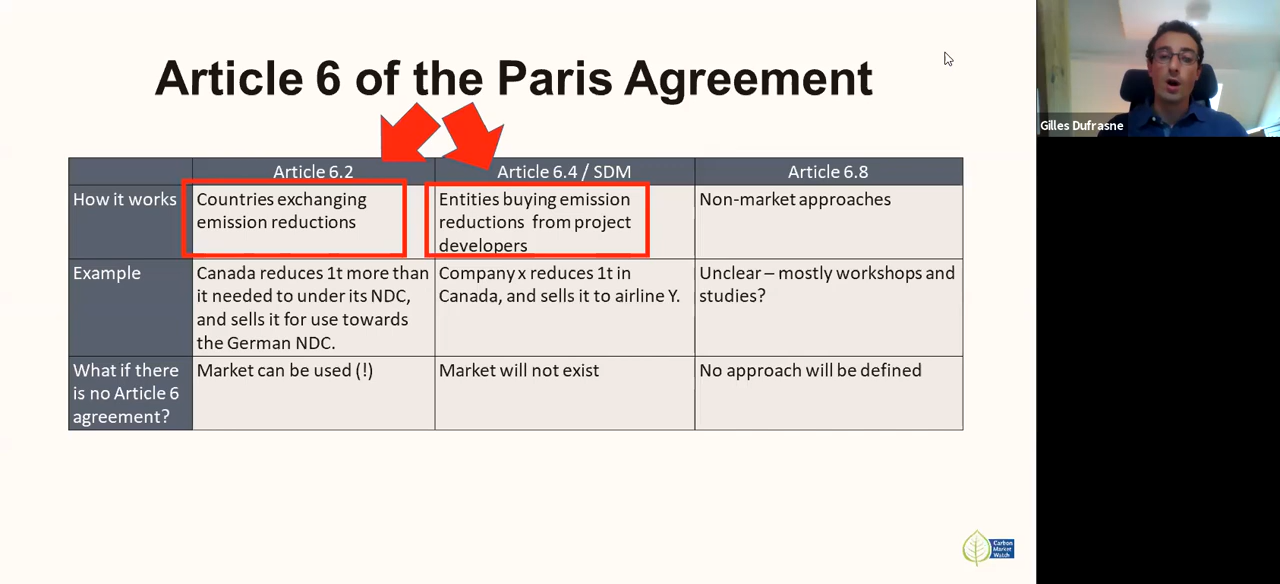 Article 6 of the Paris Agreement
Gilles Dufrasne
Article 6.2
Article 6.4 / SDM
Article 6.8
How it works
Countries exchanging
emission reductions
Entities buying emission
reductions from project
developers
Non-market approaches
Example
Canada reduces 1t more than
it needed to under its NDC,
and sells it for use towards
the German NDC.
Company x reduces 1t in
Canada, and sells it to airline Y.
Unclear – mostly workshops and
studies?
What if there
is no Article 6
agreement?
Market can be used (!)
Market will not exist
No approach will be defined
Carbon
Market
Watch